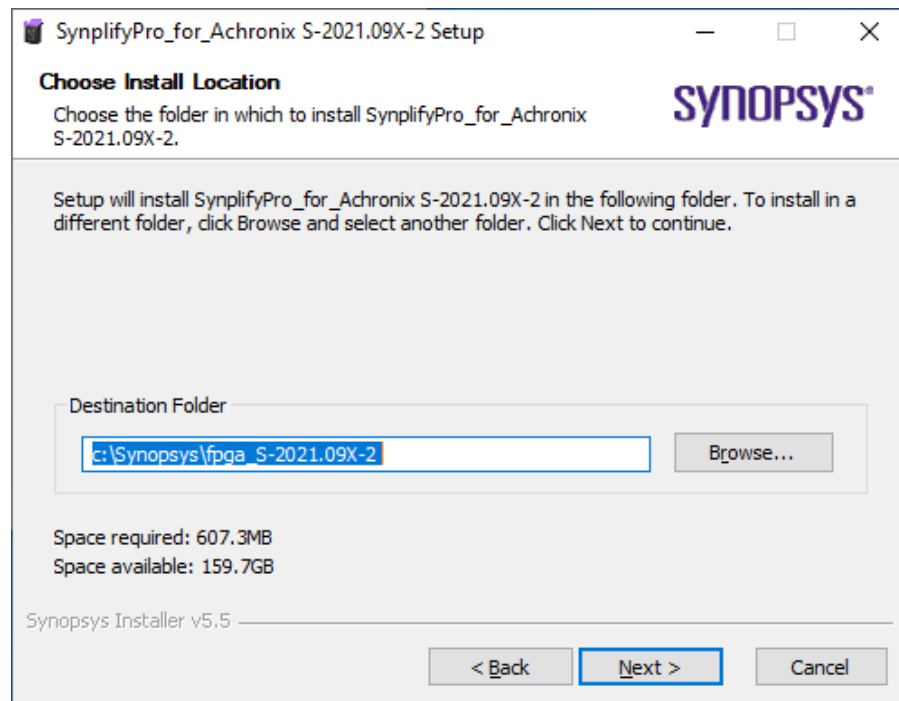 SynplifyPro_for_Achronix S-2021.09X-2 Setup
Choose Install Location
Choose the folder in which to install SynplifyPro_for_Achronix
S-2021.09X-2.
SYNOPSYS®
Setup will install SynplifyPro_for_Achronix S-2021.09X-2 in the following folder. To install in a
different folder, click Browse and select another folder. Click Next to continue.
Destination Folder
c:\Synopsys\fpga_S-2021.09X-2
Browse...
Space required: 607.3MB
Space available: 159.7GB
Synopsys Installer v5.5
< Back
Next >
Cancel